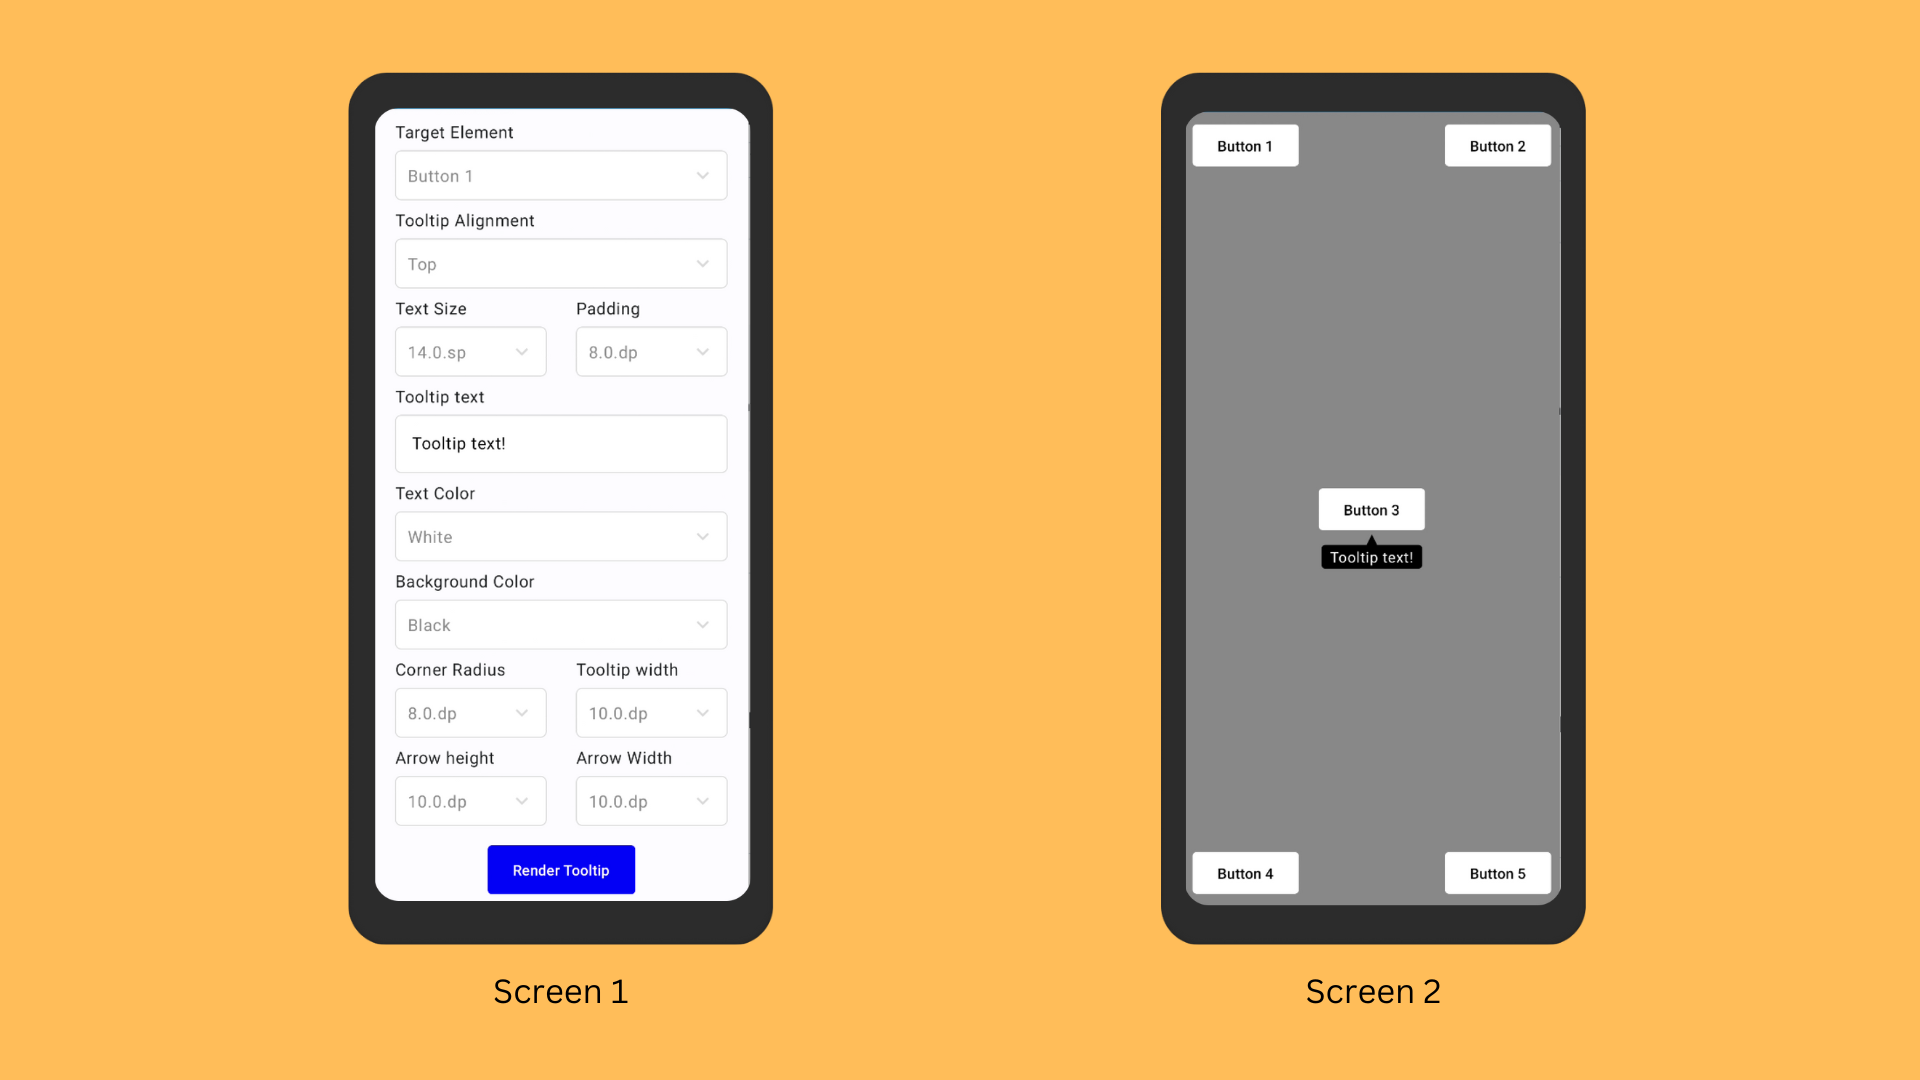 Target Element
Button 1
Tooltip Alignment
Top
Text Size Padding
14.0.sp 8.0.dp
Tooltip text
Tooltip text!
Text Color
White
Background Color
Black
Corner Radius Tooltip width
8.0.dp 10.0.dp
Arrow height Arrow Width
10.0.dp 10.0.dp
Render Tooltip
Screen 1
Button 1 Button 2
Button 3
Tooltip text!
Button 4 Button 5
Screen 2